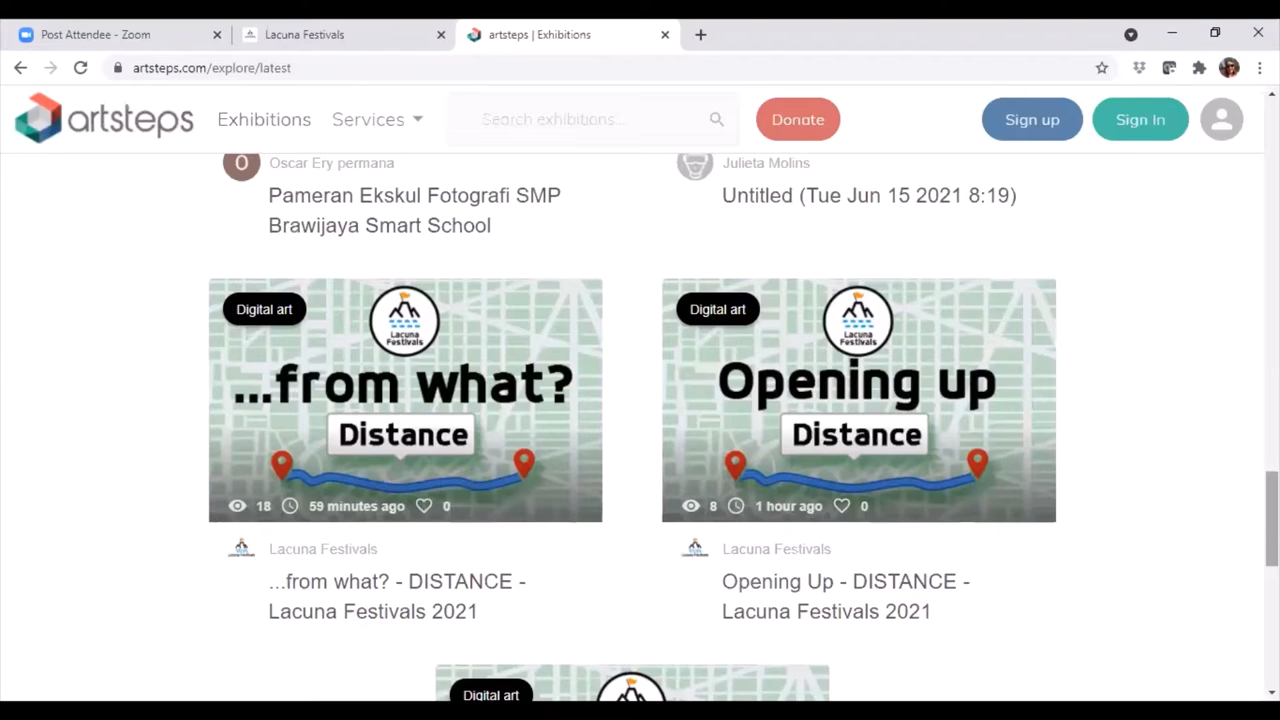 Post Attendee - Zoom
Lacuna Festivals
artsteps | Exhibitions
artsteps.com/explore/latest
artsteps
Exhibitions
Services
Search exhibitions...
Donate
Sign up
Sign In
O
Oscar Ery permana
Pameran Ekskul Fotografi SMP
Brawijaya Smart School
Julieta Molins
Untitled (Tue Jun 15 2021 8:19)
Digital art
Lacuna
Festivals
...from what?
Distance
18
59 minutes ago
0
Lacuna Festivals
...from what? - DISTANCE -
Lacuna Festivals 2021
Digital art
Lacuna
Festivals
Opening up
Distance
8
1 hour ago
0
Lacuna Festivals
Opening Up - DISTANCE -
Lacuna Festivals 2021
Digital art